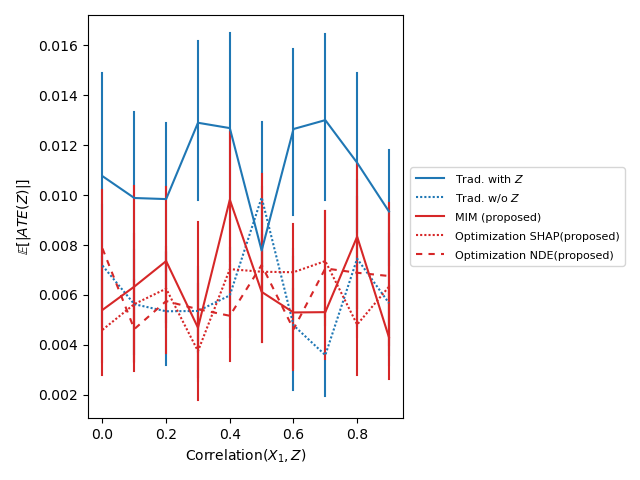 0.016
0.014
0.012
0.010
0.008
0.006
0.004
0.002
𝔼[|ATE(Z)|]
0.0 0.2 0.4 0.6 0.8
Correlation(X₁, Z)
Trad. with Z
Trad. w/o Z
MIM (proposed)
Optimization SHAP(proposed)
Optimization NDE(proposed)